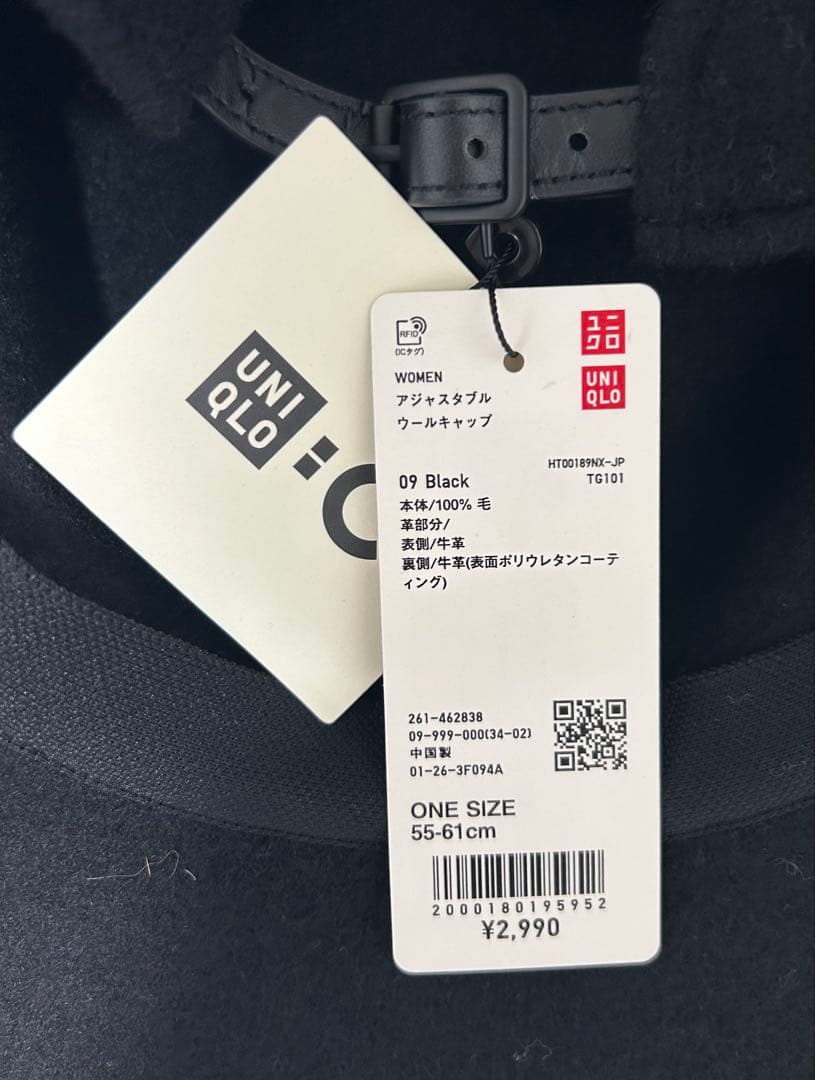 UNI
QLO
:C
RFID
(ICタグ)
ユニ
クロ
UNI
QLO
WOMEN
アジャスタブル
ウールキャップ
HT00189NX-JP
TG101
09 Black
本体/100% 毛
革部分/
表側/牛革
裏側/牛革(表面ポリウレタンコーテ
ィング)
261-462838
09-999-000(34-02)
中国製
01-26-3F094A
ONE SIZE
55-61cm
2000180195952
¥2,990